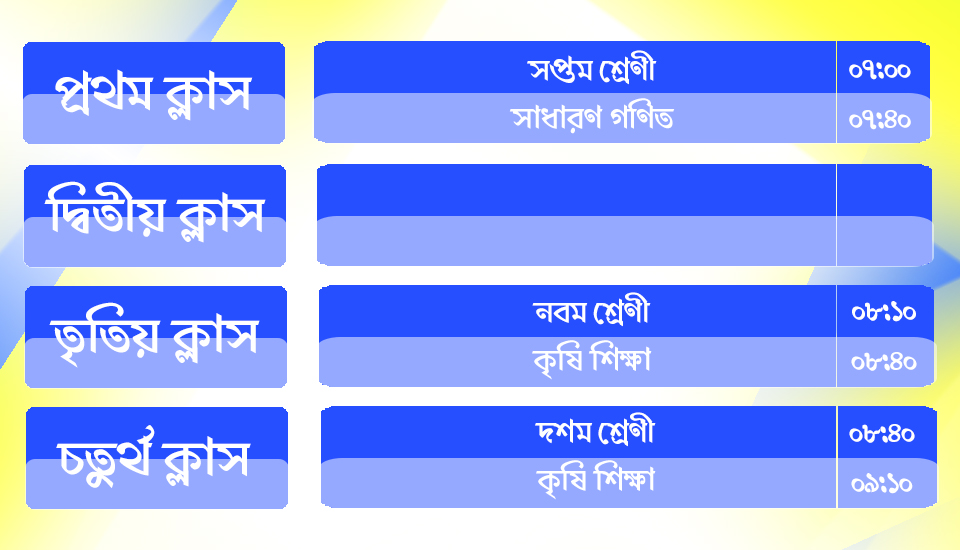 প্রথম ক্লাস
সপ্তম শ্রেণী ০৭:০০
সাধারণ গণিত ০৭:৪০
দ্বিতীয় ক্লাস
তৃতিয় ক্লাস
নবম শ্রেণী ০৮:১০
কৃষি শিক্ষা ০৮:৪০
চতুর্থ ক্লাস
দশম শ্রেণী ০৮:৪০
কৃষি শিক্ষা ০৯:১০